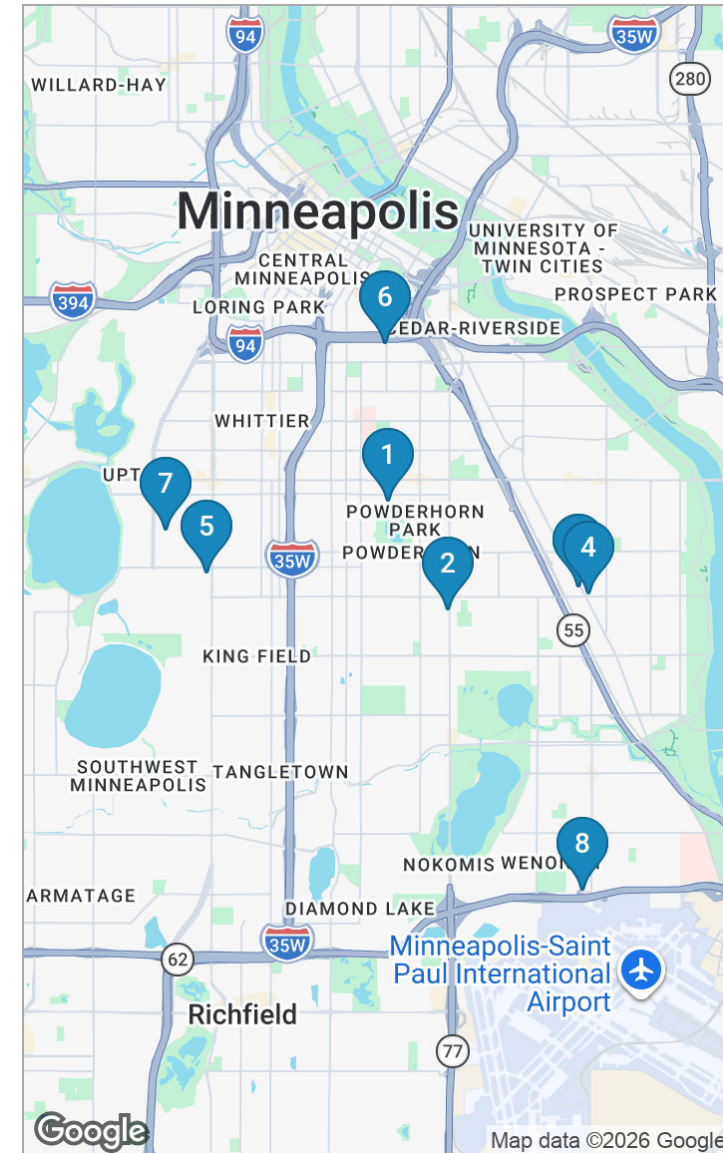 94
35W
WILLARD-HAY
280
Minneapolis
UNIVERSITY OF
MINNESOTA -
TWIN CITIES
CENTRAL
MINNEAPOLIS
394
LORING PARK
6
PROSPECT PARK
CEDAR-RIVERSIDE
94
WHITTIER
1
UPT
7
POWDERHORN
PARK
5
35W
2
4
55
KING FIELD
SOUTHWEST
MINNEAPOLIS
TANGLETOWN
8
NOKOMIS
ARMATAGE
DIAMOND LAKE
35W
62
Minneapolis-Saint
Paul International
Airport
Richfield
77
Google
Map data ©2026 Google